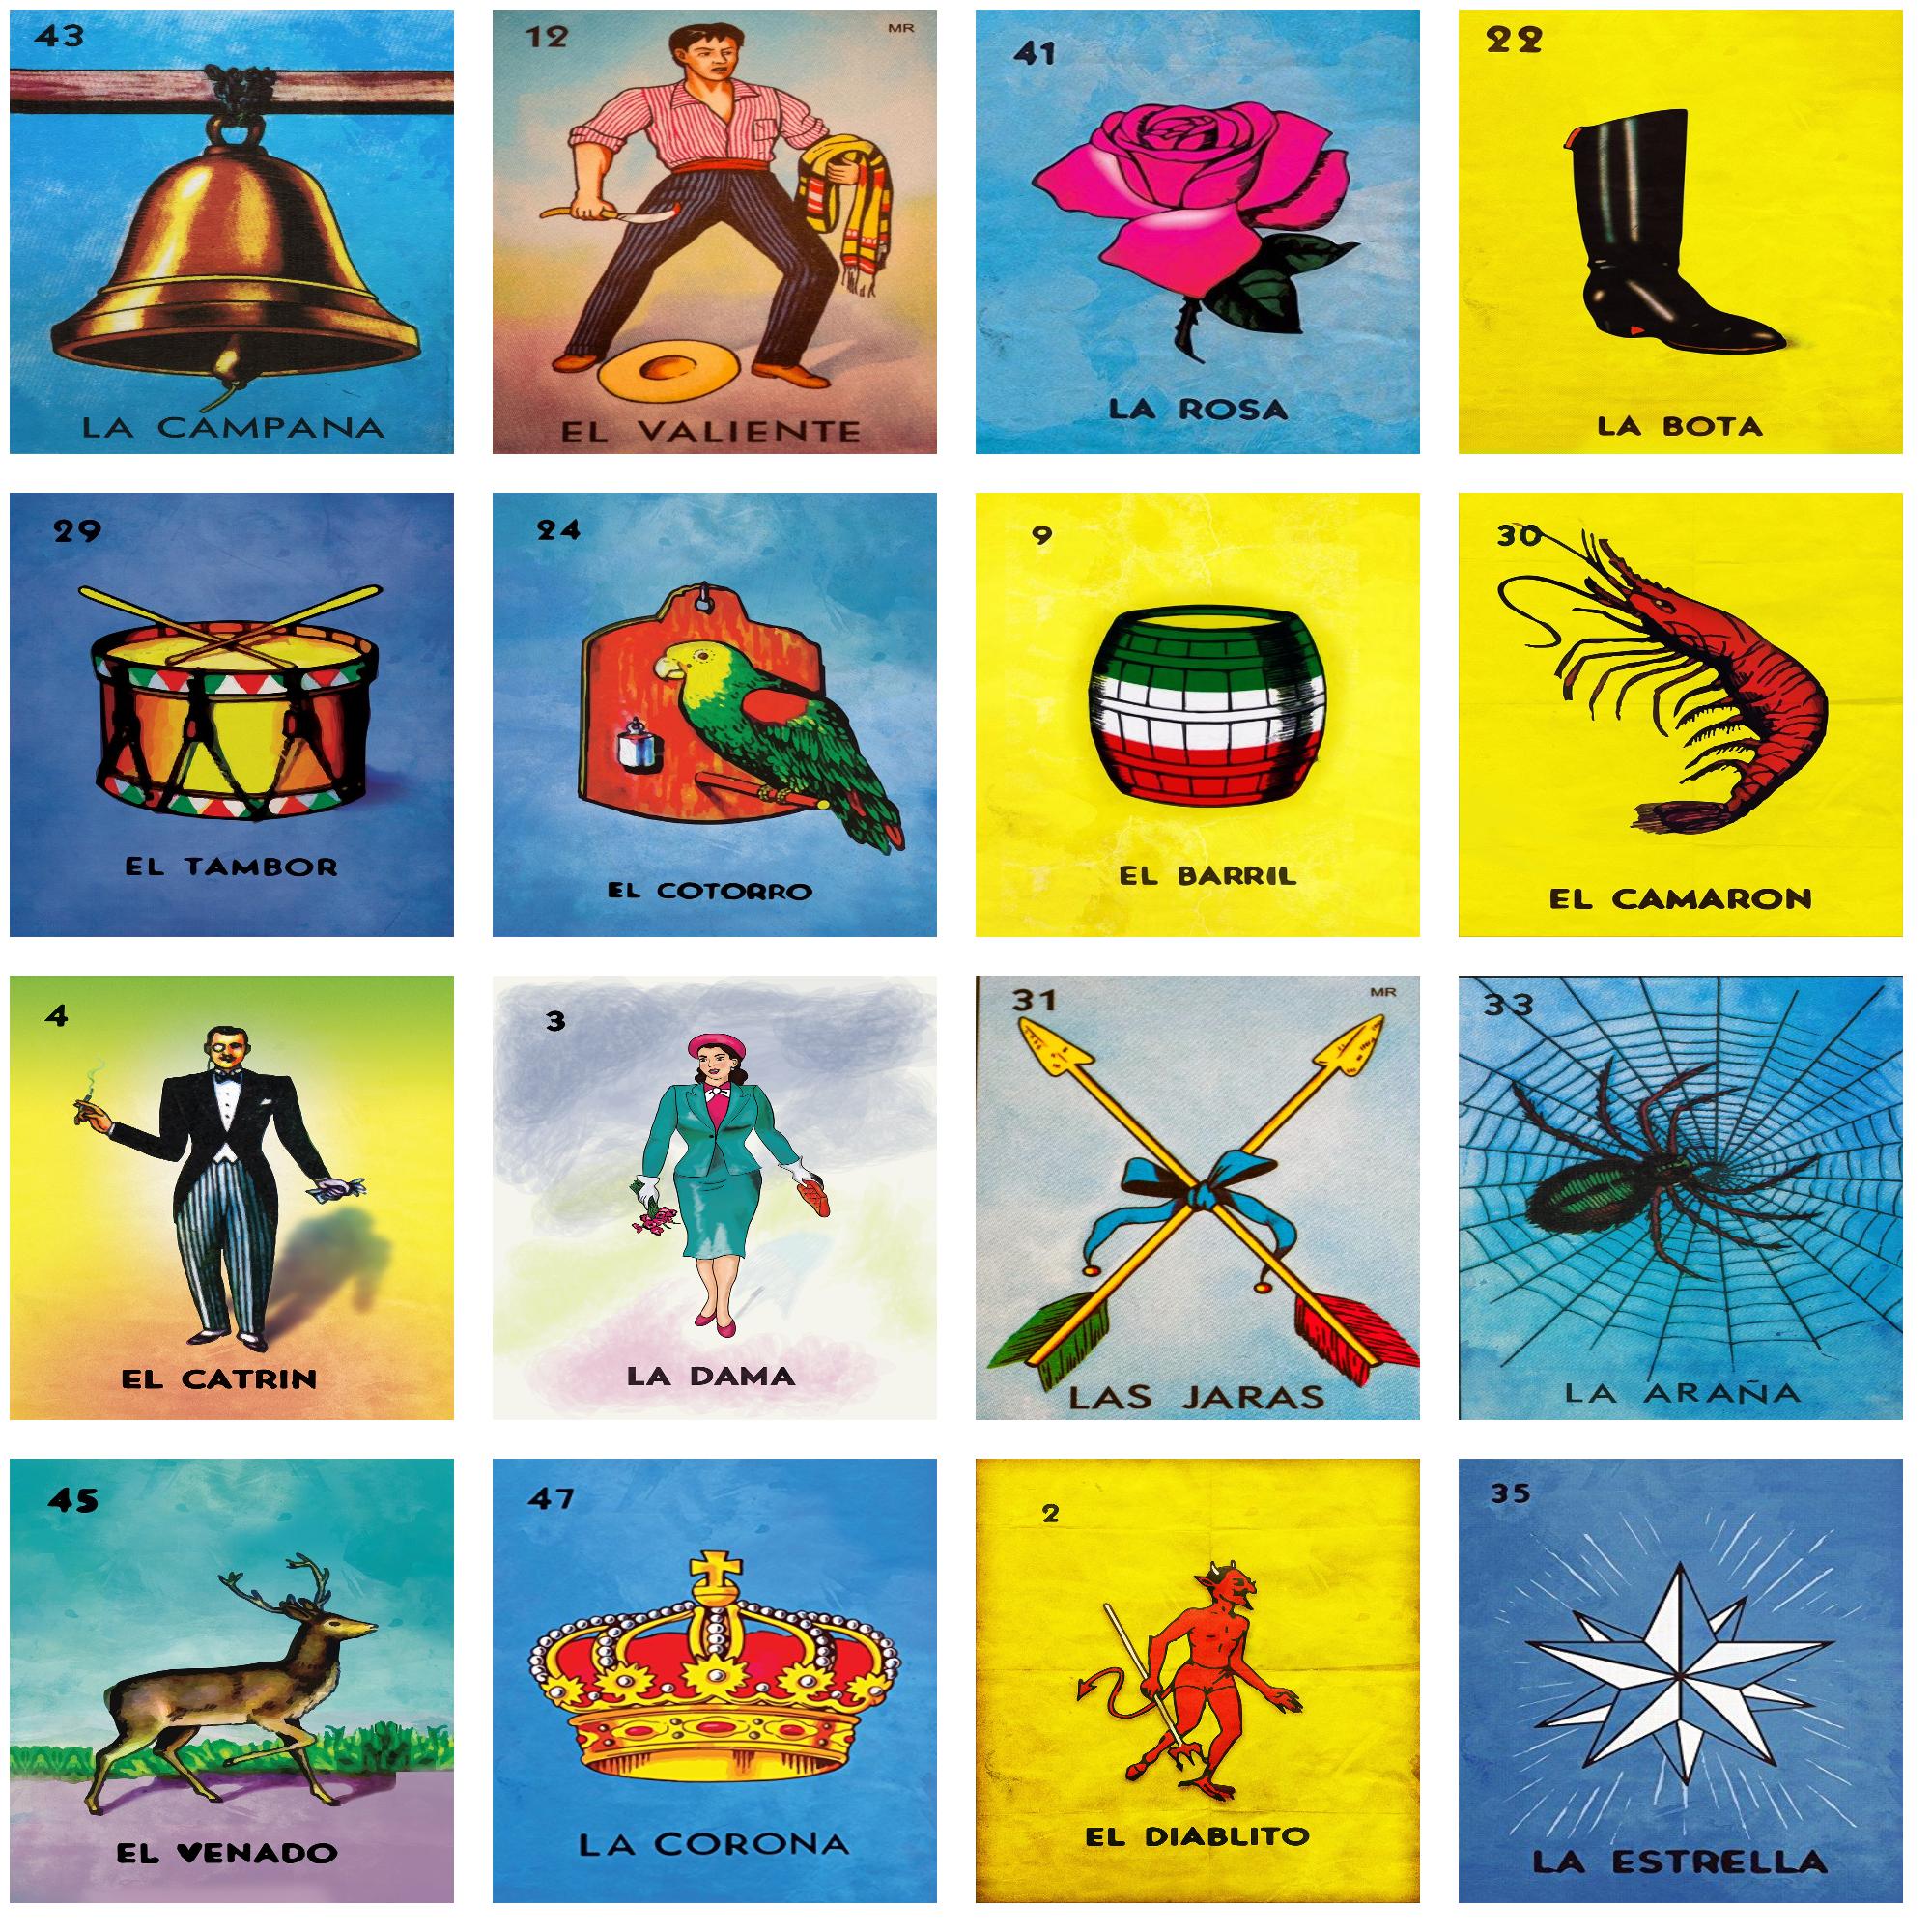 43
LA CAMPANA
12
MR
EL VALIENTE
41
LA ROSA
22
LA BOTA
29
EL TAMBOR
24
EL COTORRO
9
EL BARRIL
30
EL CAMARON
4
EL CATRIN
3
LA DAMA
31
MR
LAS JARAS
33
LA ARAÑA
45
EL VENADO
47
LA CORONA
2
EL DIABLITO
35
LA ESTRELLA